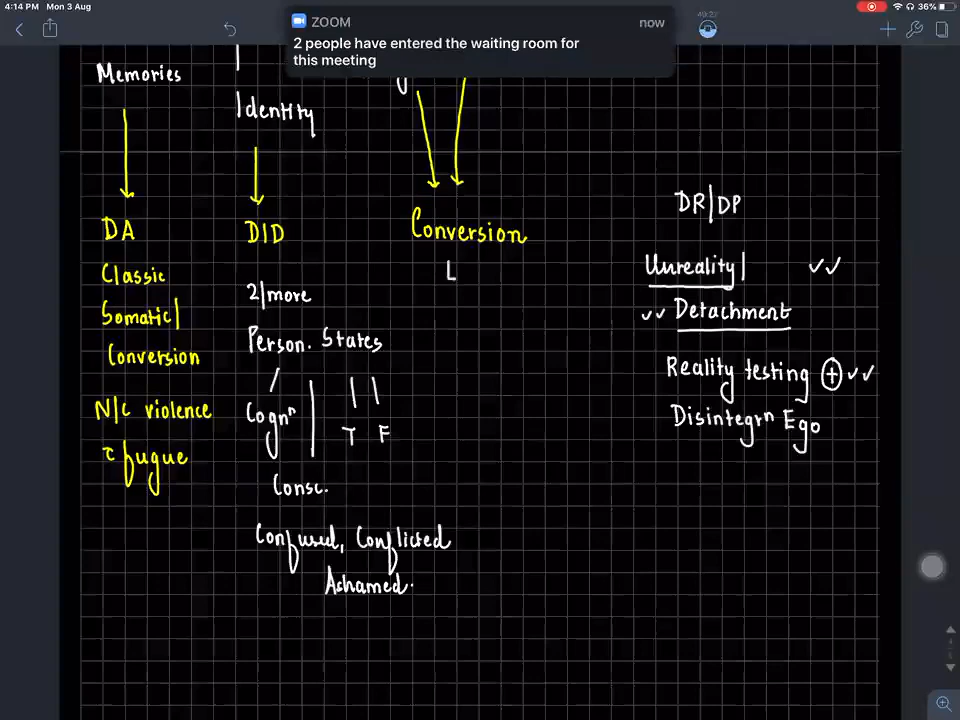 4:14 PM Mon 3 Aug
36%
ZOOM
now
2 people have entered the waiting room for
this meeting
Memories
Identity
DA
Classic
Somatic/
Conversion
N/C violence
c̄ fugue
DID
2/more
Person. States
Cognⁿ
T F
Consc.
Confused, Conflicted
Ashamed.
Conversion
L
DR/DP
Unreality/
Detachment
Reality testing +
Disintegrⁿ Ego